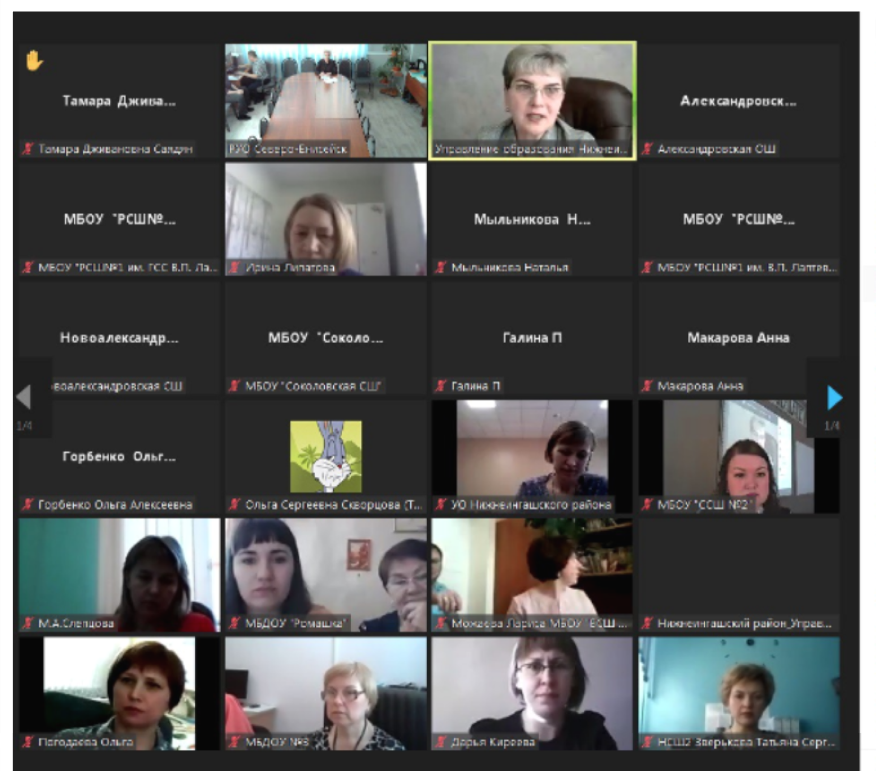 Тамара Джива...
Тамара Дживановна Саядян
РУО Северо-Енисейск
Управление образования Нижнеи...
Александровск...
Александровская ОШ
МБОУ "РСШ№...
МБОУ "РСШ№1 им. ГСС В.П. Ла...
Ирина Липатова
Мыльникова Н...
Мыльникова Наталья
МБОУ "РСШ№...
МБОУ "РСШ№1 им. В.П. Лаптев...
Новоалександр...
воалександровская СШ
МБОУ "Соколо...
МБОУ "Соколовская СШ"
Галина П
Галина П
Макарова Анна
Макарова Анна
1/4
1/4
Горбенко Ольг...
Горбенко Ольга Алексеевна
Ольга Сергеевна Скворцова (Т...
УО Нижнеингашского района
МБОУ "ССШ №2"
М.А.Слепцова
МБДОУ "Ромашка"
Можаева Лариса МБОУ "ВСШ ...
Нижнеингашский район_Управ...
Погодаева Ольга
МБДОУ №3
Дарья Киреева
НСШ2 Зверькова Татьяна Серг...